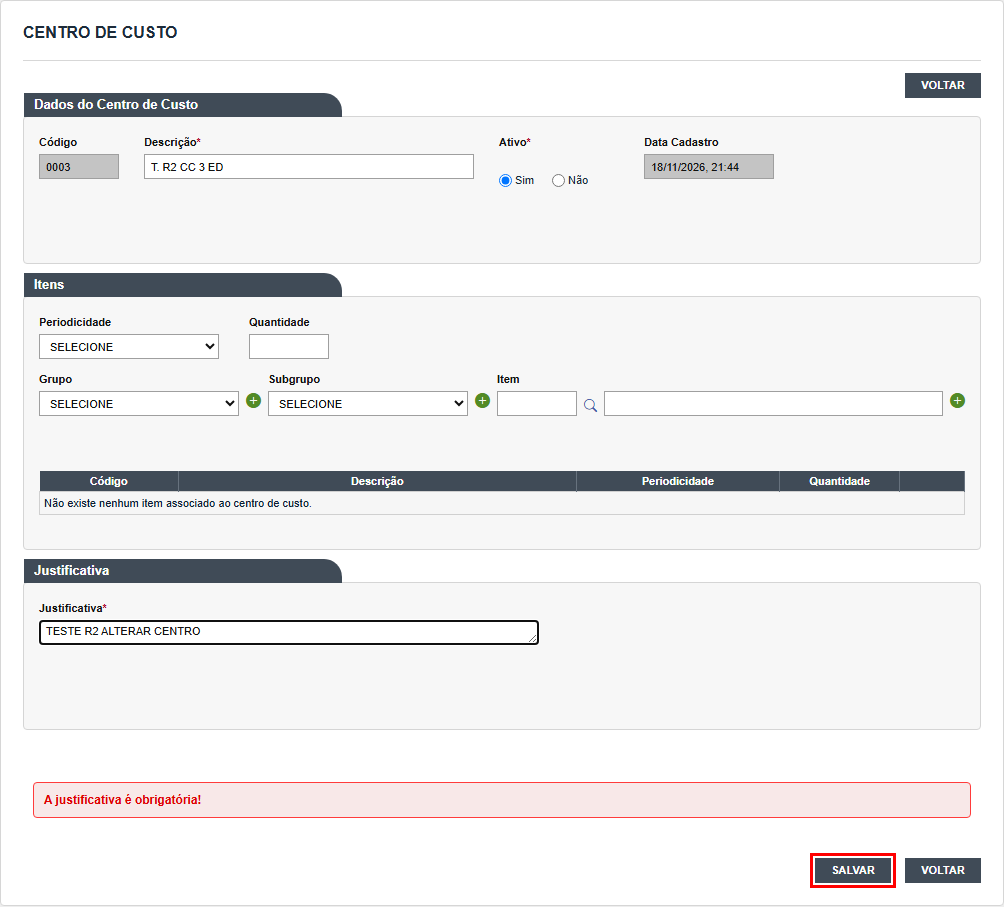 CENTRO DE CUSTO
VOLTAR
Dados do Centro de Custo
Código Descrição* Ativo* Data Cadastro
0003 T. R2 CC 3 ED Sim Não 18/11/2026, 21:44
Itens
Periodicidade Quantidade
SELECIONE
Grupo Subgrupo Item
SELECIONE SELECIONE
Código Descrição Periodicidade Quantidade
Não existe nenhum item associado ao centro de custo.
Justificativa
Justificativa*
TESTE R2 ALTERAR CENTRO
A justificativa é obrigatória!
SALVAR VOLTAR